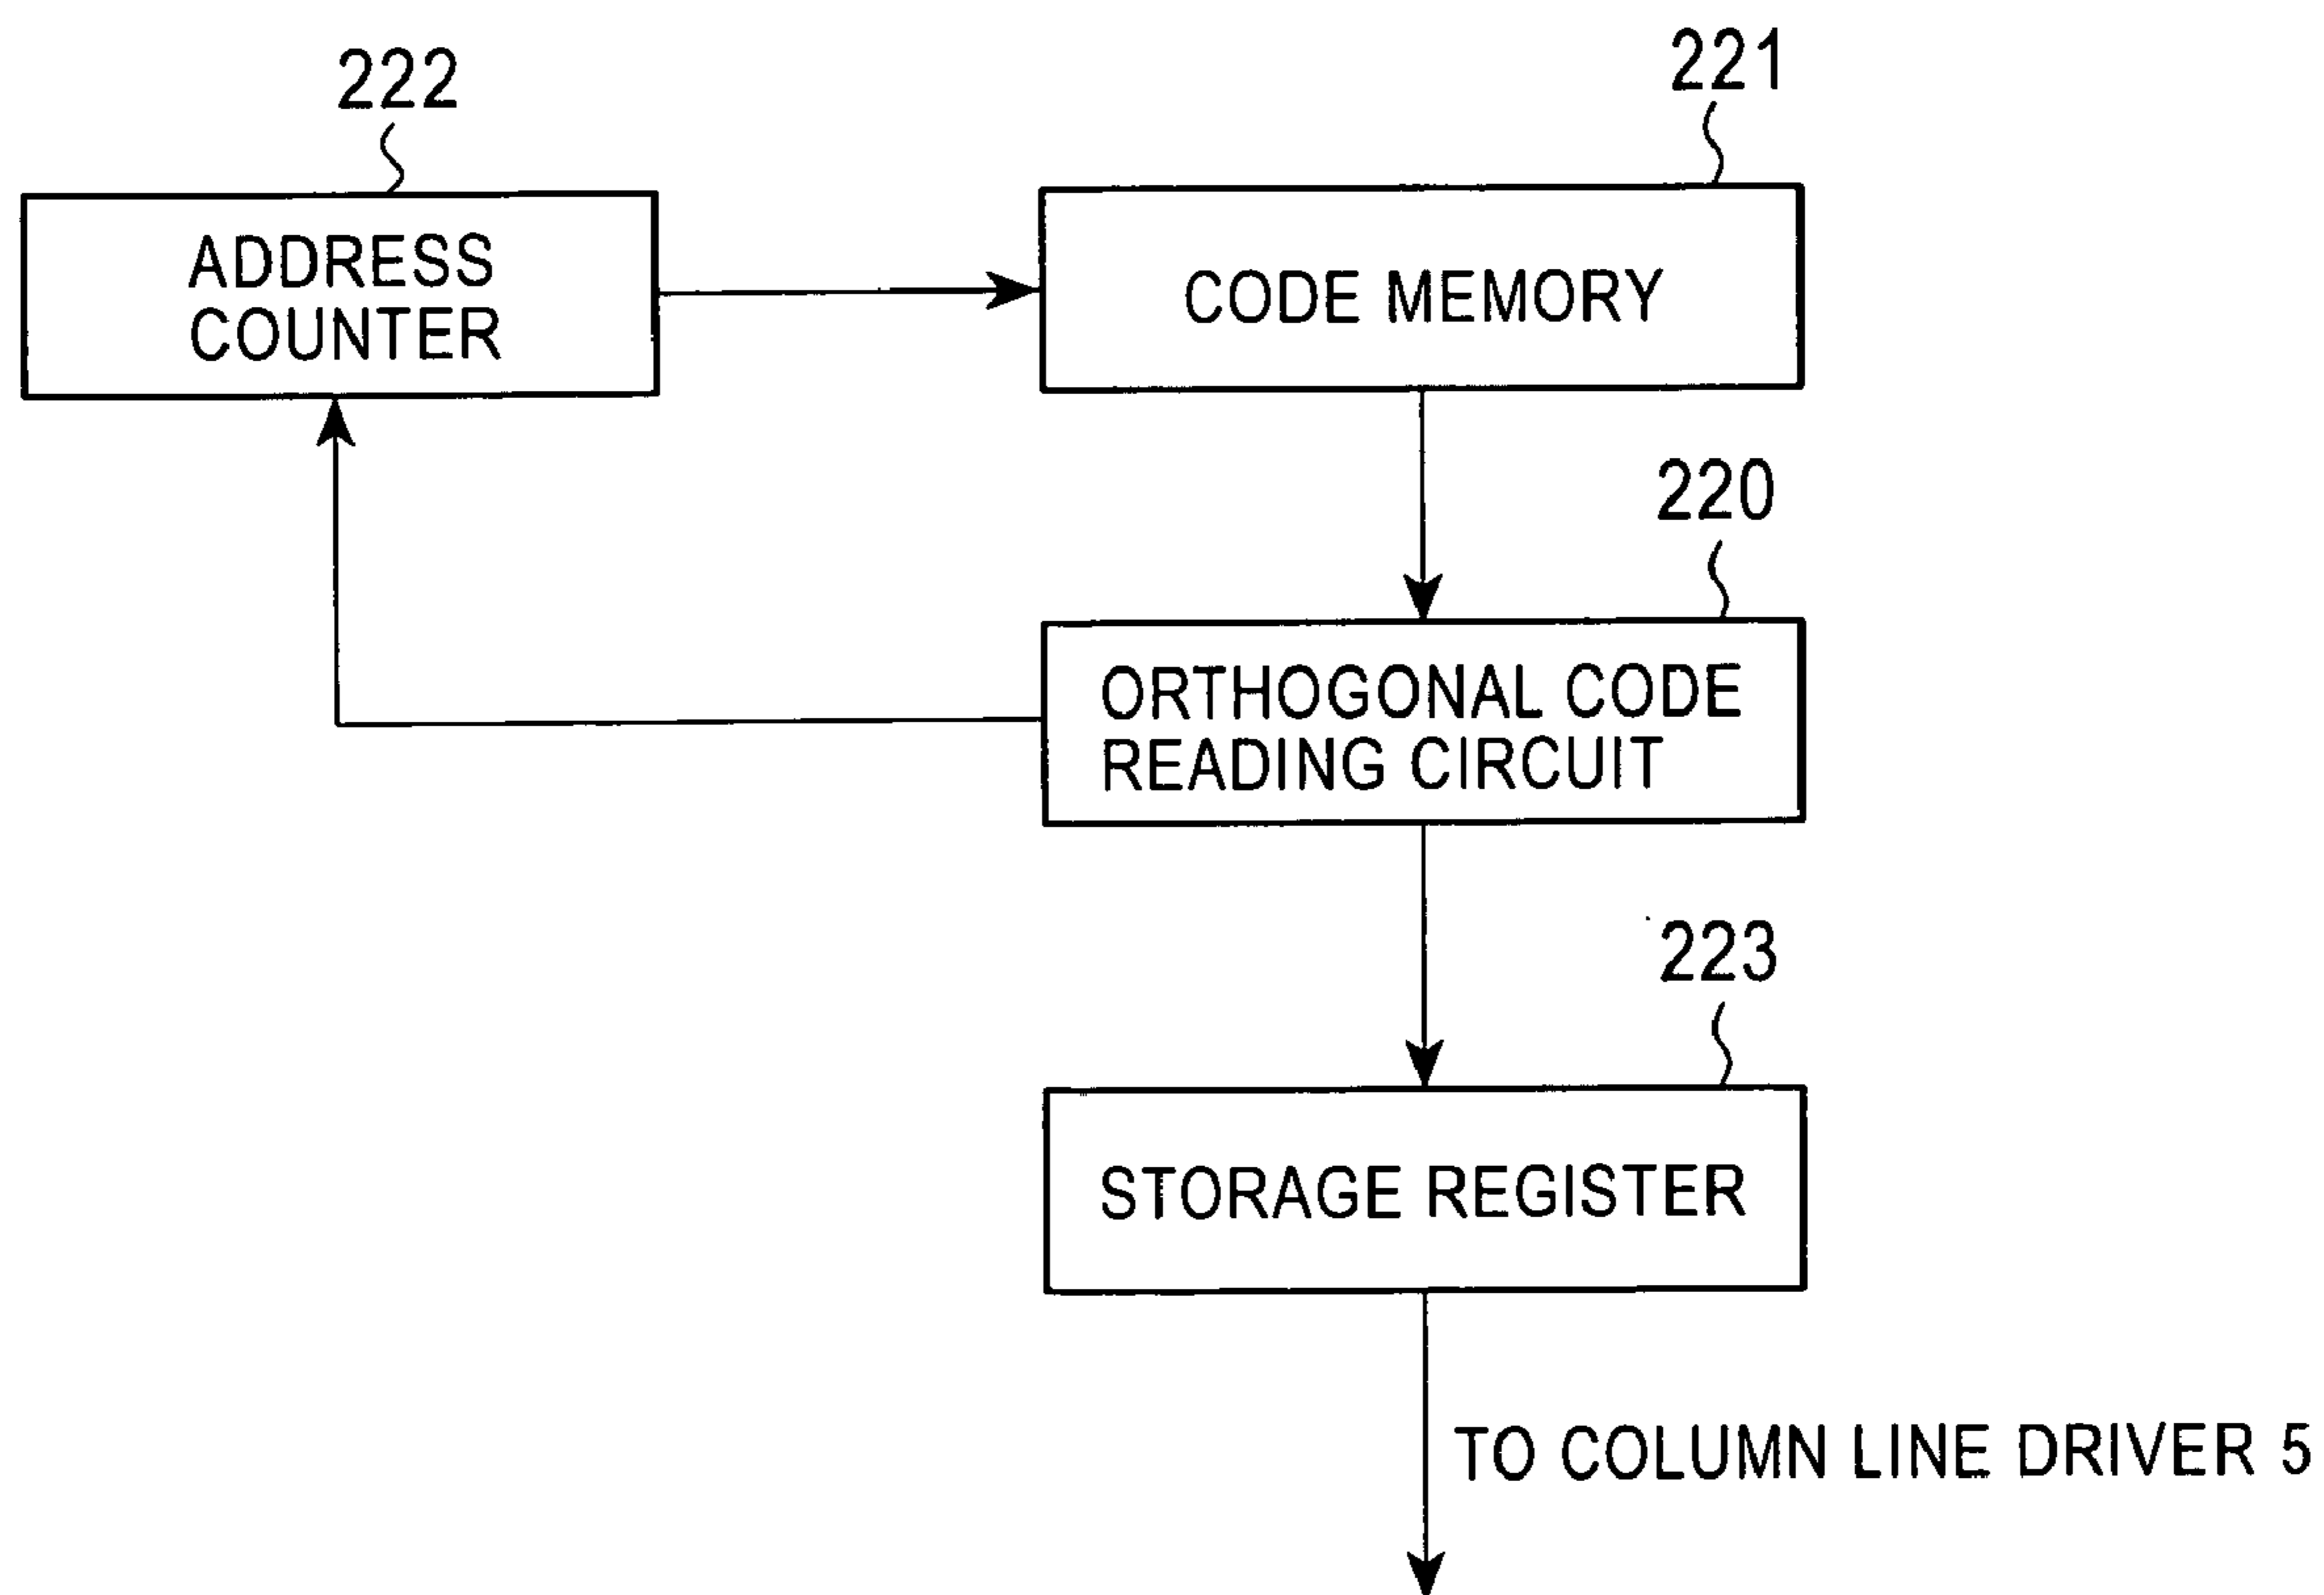 222
221
ADDRESS
COUNTER
CODE MEMORY
220
ORTHOGONAL CODE
READING CIRCUIT
223
STORAGE REGISTER
TO COLUMN LINE DRIVER 5